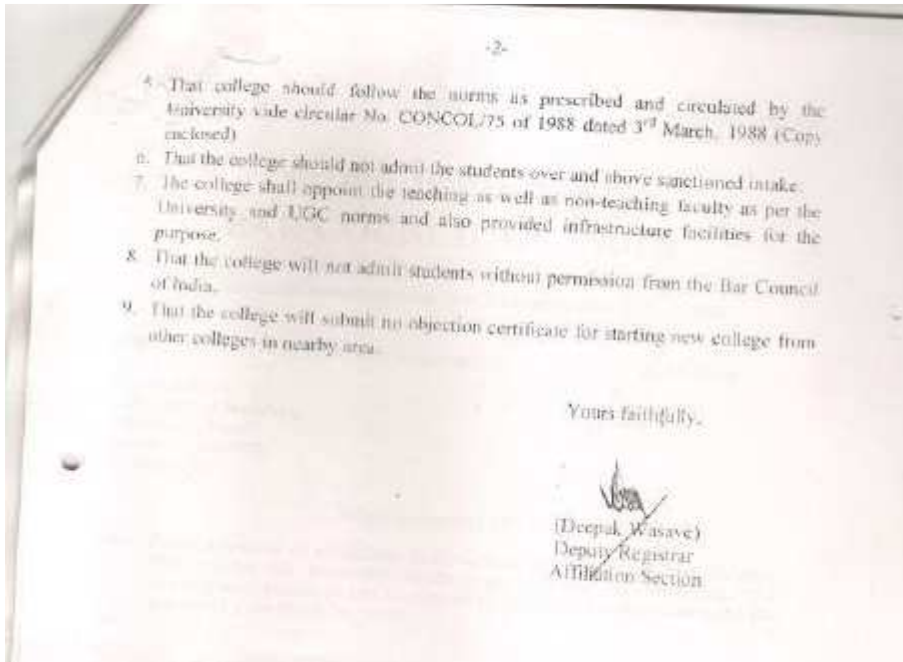 -2-
That college should follow the norms as prescribed and circulated by the
University vide circular No. CONCOL/75 of 1988 dated 3rd March, 1988 (Copy
enclosed)
6. That the college should not admit the students over and above sanctioned intake.
7. The college shall appoint the teaching as well as non-teaching faculty as per the
University and UGC norms and also provided infrastructure facilities for the
purpose.
8. That the college will not admit students without permission from the Bar Council
of India.
9. That the college will submit no objection certificate for starting new college from
other colleges in nearby area.
Yours faithfully,
(Deepak Wasave)
Deputy Registrar
Affiliation Section